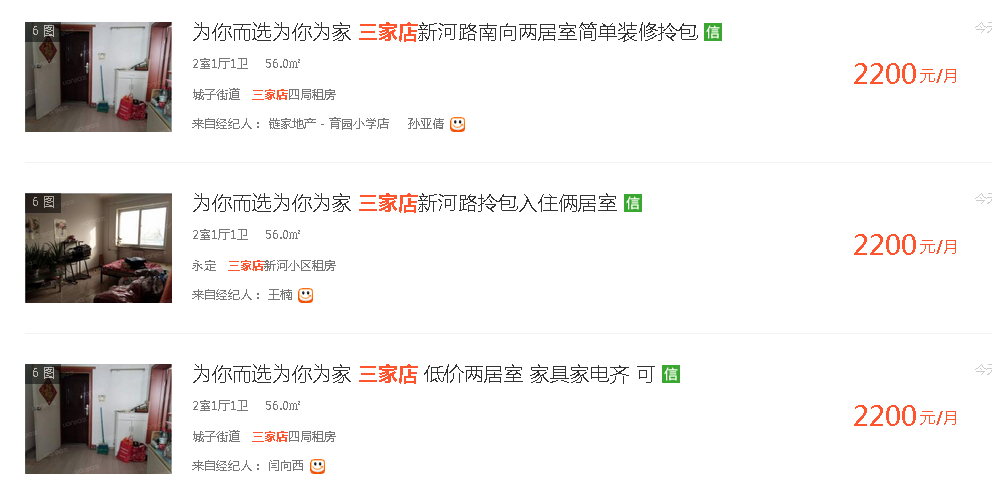 6 图
为你而选为你为家 三家店新河路南向两居室简单装修拎包 信
今天
2室1厅1卫 56.0㎡
2200元/月
城子街道 三家店四局租房
来自经纪人： 链家地产 - 育园小学店 孙亚倩
6 图
为你而选为你为家 三家店新河路拎包入住俩居室 信
今天
2室1厅1卫 56.0㎡
2200元/月
永定 三家店新河小区租房
来自经纪人： 王楠
6 图
为你而选为你为家 三家店 低价两居室 家具家电齐 可 信
今天
2室1厅1卫 56.0㎡
2200元/月
城子街道 三家店四局租房
来自经纪人： 闫向西